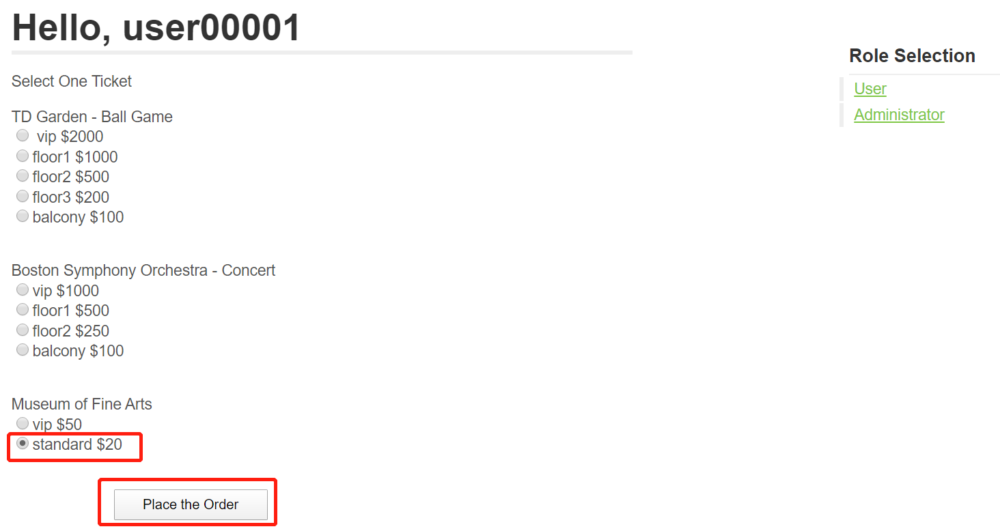 Hello, user00001
Role Selection
User
Administrator
Select One Ticket
TD Garden - Ball Game
vip $2000
floor1 $1000
floor2 $500
floor3 $200
balcony $100
Boston Symphony Orchestra - Concert
vip $1000
floor1 $500
floor2 $250
balcony $100
Museum of Fine Arts
vip $50
standard $20
Place the Order